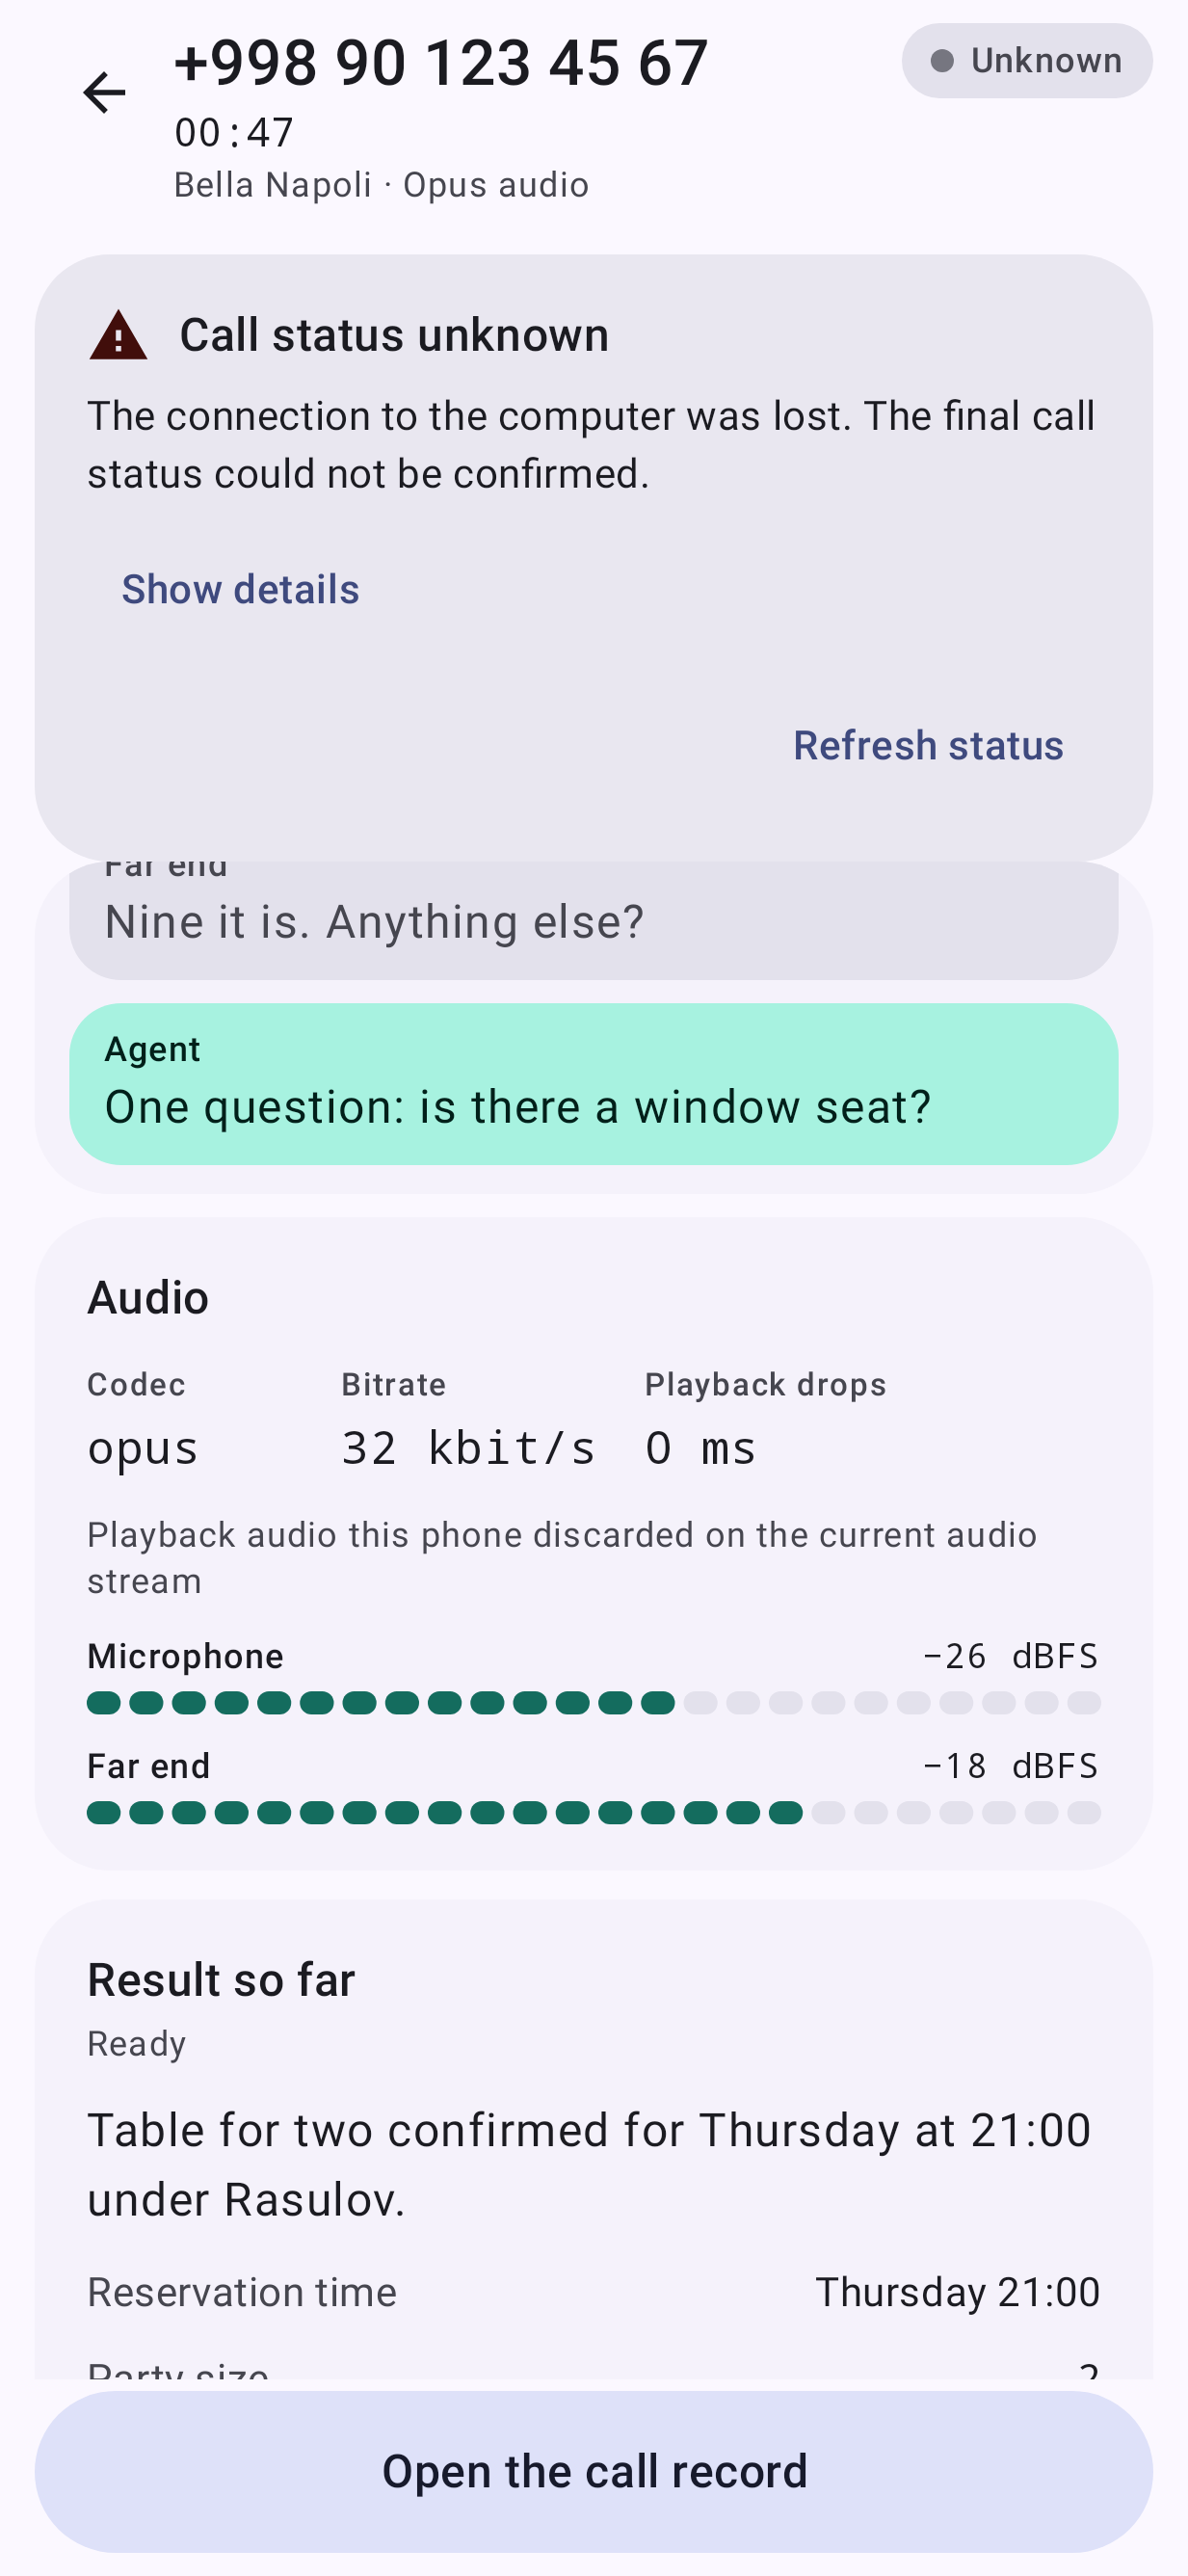 +998 90 123 45 67
Unknown
00:47
Bella Napoli · Opus audio
Call status unknown
The connection to the computer was lost. The final call
status could not be confirmed.
Show details
Refresh status
Far end
Nine it is. Anything else?
Agent
One question: is there a window seat?
Audio
Codec
Bitrate
Playback drops
opus
32 kbit/s
0 ms
Playback audio this phone discarded on the current audio
stream
Microphone
−26 dBFS
Far end
−18 dBFS
Result so far
Ready
Table for two confirmed for Thursday at 21:00
under Rasulov.
Reservation time
Thursday 21:00
Party size
2
Open the call record